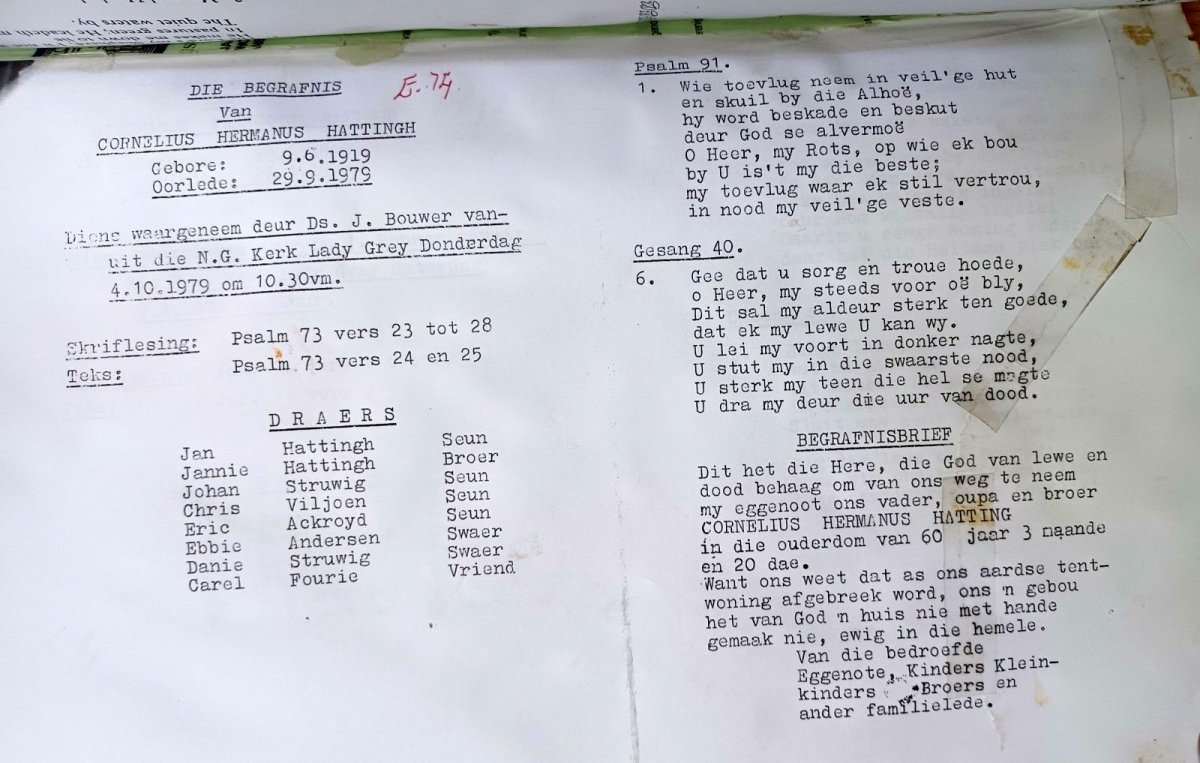 The quiet waters by.
In pastures green; He leadeth m
DIE BEGRAFNIS
E. 74.
Van
CORNELIUS HERMANUS HATTINGH
Gebore: 9.6.1919
Oorlede: 29.9.1979
Diens waargeneem deur Ds. J. Bouwer van-
uit die N.G. Kerk Lady Grey Donderdag
4.10.1979 om 10.30vm.
Skriflesing: Psalm 73 vers 23 tot 28
Teks: Psalm 73 vers 24 en 25
D R A E R S
Jan Hattingh Seun
Jannie Hattingh Broer
Johan Struwig Seun
Chris Viljoen Seun
Eric Ackroyd Seun
Ebbie Andersen Swaer
Danie Struwig Swaer
Carel Fourie Vriend
Psalm 91.
1. Wie toevlug neem in veil'ge hut
en skuil by die Alhoë,
hy word beskade en beskut
deur God se alvermoë
O Heer, my Rots, op wie ek bou
by U is't my die beste;
my toevlug waar ek stil vertrou,
in nood my veil'ge veste.
Gesang 40.
6. Gee dat u sorg en troue hoede,
o Heer, my steeds voor oë bly,
Dit sal my aldeur sterk ten goede,
dat ek my lewe U kan wy.
U lei my voort in donker nagte,
U stut my in die swaarste nood,
U sterk my teen die hel se magte
U dra my deur die uur van dood.
BEGRAFNISBRIEF
Dit het die Here, die God van lewe en
dood behaag om van ons weg te neem
my eggenoot ons vader, oupa en broer
CORNELIUS HERMANUS HATTING
in die ouderdom van 60 jaar 3 maande
en 20 dae.
Want ons weet dat as ons aardse tent-
woning afgebreek word, ons 'n gebou
het van God 'n huis nie met hande
gemaak nie, ewig in die hemele.
Van die bedroefde
Eggenote, Kinders Klein-
kinders Broers en
ander familielede.